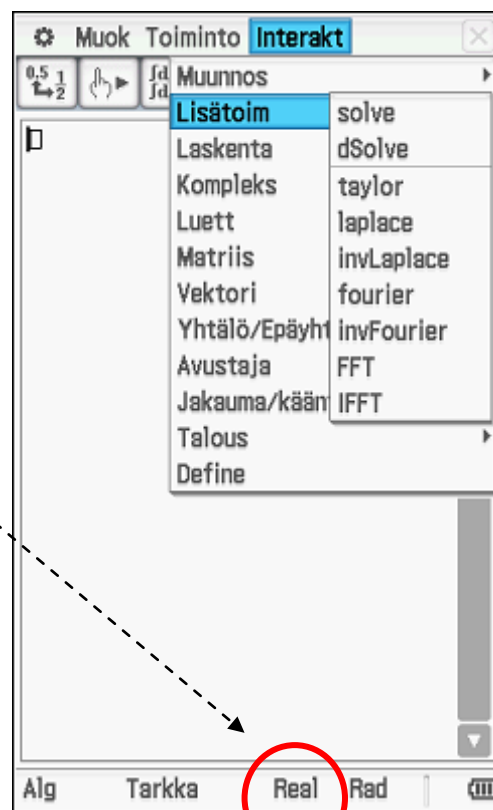 Muok Toiminto Interakt
0,5 1
2
Muunnos
Lisätoim
Laskenta
Kompleks
Luett
Matriis
Vektori
Yhtälö/Epäyht
Avustaja
Jakauma/kään
Talous
Define
solve
dSolve
taylor
laplace
invLaplace
fourier
invFourier
FFT
IFFT
Alg Tarkka Real Rad